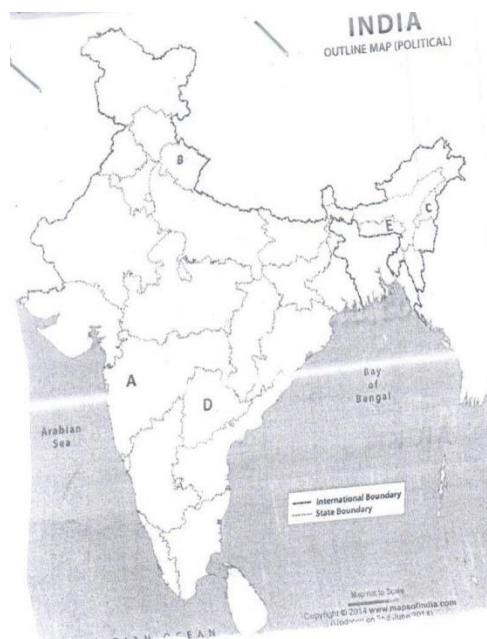 INDIA
OUTLINE MAP (POLITICAL)
B
C
E
A
D
Bay
of
Bengal
Arabian
Sea
International Boundary
State Boundary
Map not to Scale
Copyright © 2014 www.mapsofindia.com
OCEAN